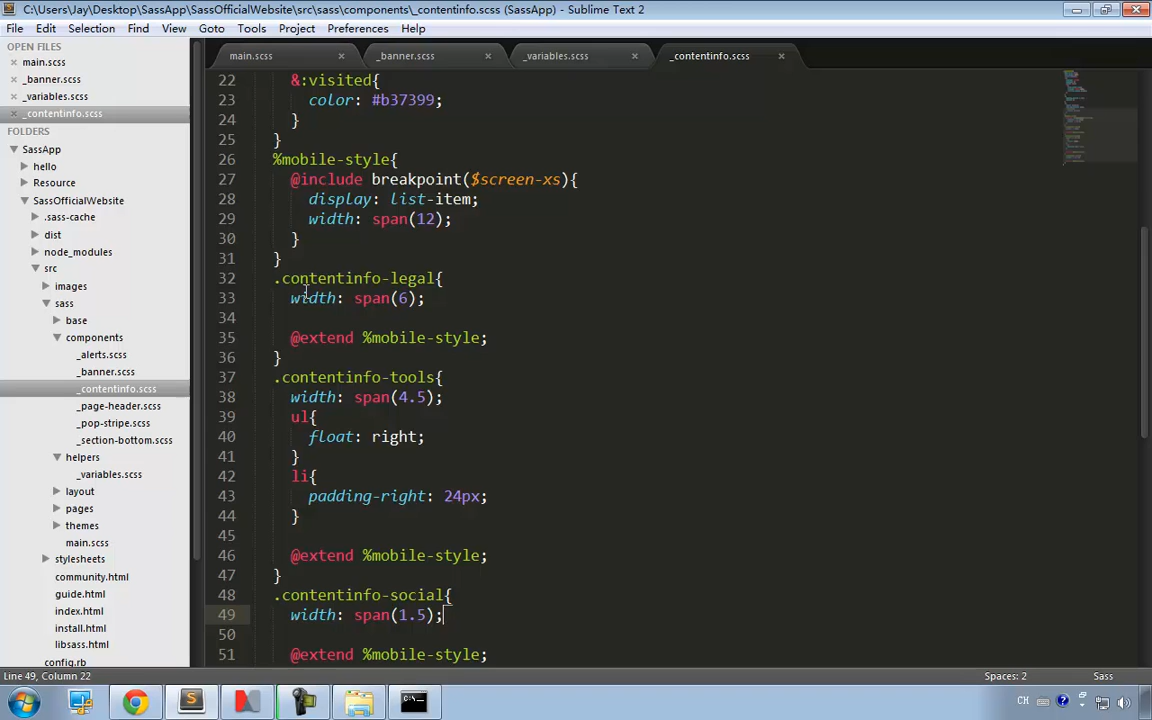 C:\Users\Jay\Desktop\SassApp\SassOfficialWebsite\src\sass\components\_contentinfo.scss (SassApp) - Sublime Text 2
File Edit Selection Find View Goto Tools Project Preferences Help
OPEN FILES
main.scss
_banner.scss
_variables.scss
_contentinfo.scss
FOLDERS
SassApp
hello
Resource
SassOfficialWebsite
.sass-cache
dist
node_modules
src
images
sass
base
components
_alerts.scss
_banner.scss
_contentinfo.scss
_page-header.scss
_pop-stripe.scss
_section-bottom.scss
helpers
_variables.scss
layout
pages
themes
main.scss
stylesheets
community.html
guide.html
index.html
install.html
libsass.html
config.rb
main.scss _banner.scss _variables.scss _contentinfo.scss
22 &:visited{
23 color: #b37399;
24 }
25 }
26 %mobile-style{
27 @include breakpoint($screen-xs){
28 display: list-item;
29 width: span(12);
30 }
31 }
32 .contentinfo-legal{
33 width: span(6);
34
35 @extend %mobile-style;
36 }
37 .contentinfo-tools{
38 width: span(4.5);
39 ul{
40 float: right;
41 }
42 li{
43 padding-right: 24px;
44 }
45
46 @extend %mobile-style;
47 }
48 .contentinfo-social{
49 width: span(1.5);
50
51 @extend %mobile-style;
Line 49, Column 22 Spaces: 2 Sass
CH